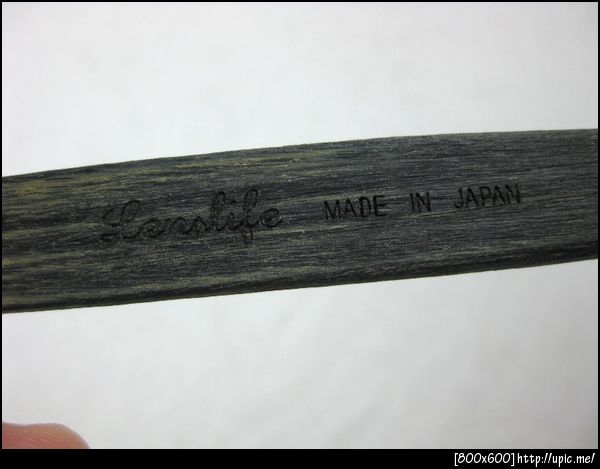 Lenslife MADE IN JAPAN
[800x600]http://upic.me/